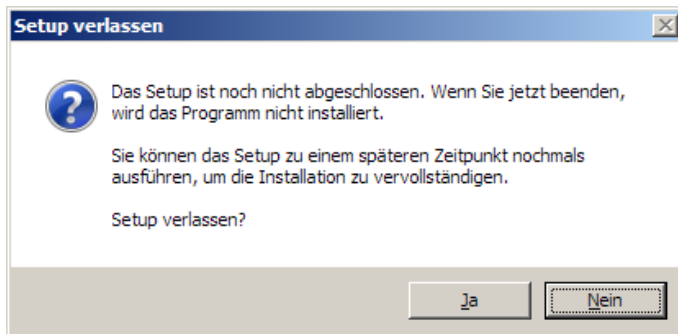 Setup verlassen
Das Setup ist noch nicht abgeschlossen. Wenn Sie jetzt beenden,
wird das Programm nicht installiert.
Sie können das Setup zu einem späteren Zeitpunkt nochmals
ausführen, um die Installation zu vervollständigen.
Setup verlassen?
Ja
Nein